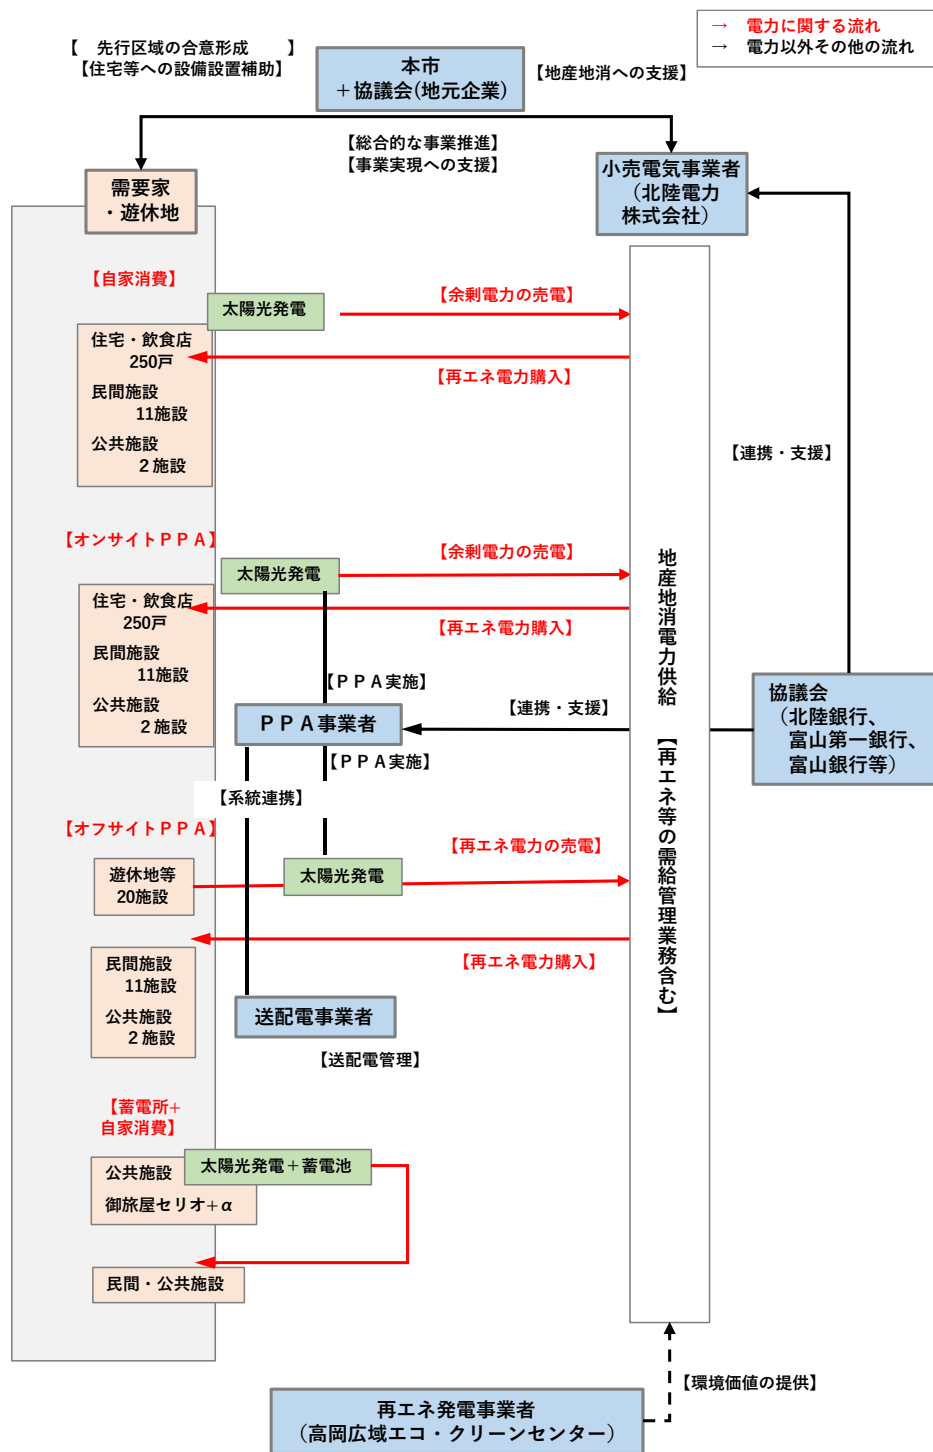 → 電力に関する流れ
→ 電力以外その他の流れ
【 先行区域の合意形成 】
【住宅等への設備設置補助】
本市
＋協議会(地元企業)
【地産地消への支援】
【総合的な事業推進】
【事業実現への支援】
需要家
・遊休地
小売電気事業者
（北陸電力
株式会社）
【自家消費】
太陽光発電
【余剰電力の売電】
住宅・飲食店
250戸
民間施設
11施設
公共施設
２施設
【再エネ電力購入】
【連携・支援】
【オンサイトＰＰＡ】
太陽光発電
【余剰電力の売電】
住宅・飲食店
250戸
民間施設
11施設
公共施設
２施設
【再エネ電力購入】
地産地消電力供給 【再エネ等の需給管理業務含む】
【ＰＰＡ実施】
ＰＰＡ事業者
【連携・支援】
協議会
（北陸銀行、
富山第一銀行、
富山銀行等）
【ＰＰＡ実施】
【系統連携】
【オフサイトＰＰＡ】
【再エネ電力の売電】
遊休地等
20施設
太陽光発電
【再エネ電力購入】
民間施設
11施設
公共施設
２施設
送配電事業者
【送配電管理】
【蓄電所+
自家消費】
太陽光発電＋蓄電池
公共施設
御旅屋セリオ+α
民間・公共施設
【環境価値の提供】
再エネ発電事業者
（高岡広域エコ・クリーンセンター）